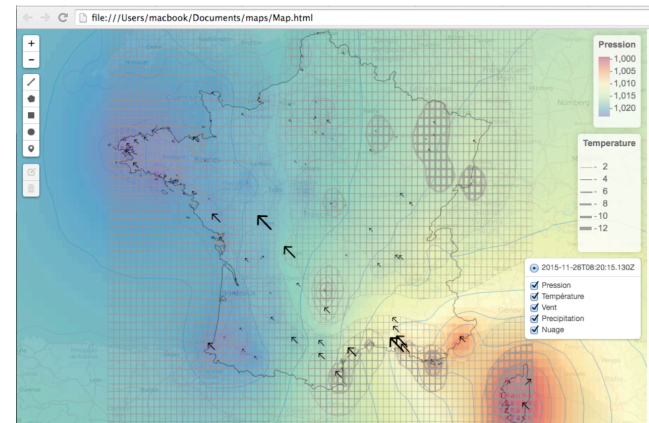 file:///Users/macbook/Documents/maps/Map.html
+
−
Pression
1,000
1,005
1,010
1,015
1,020
Temperature
2
4
6
8
10
12
2015-11-26T08:20:15.130Z
Pression
Température
Vent
Precipitation
Nuage